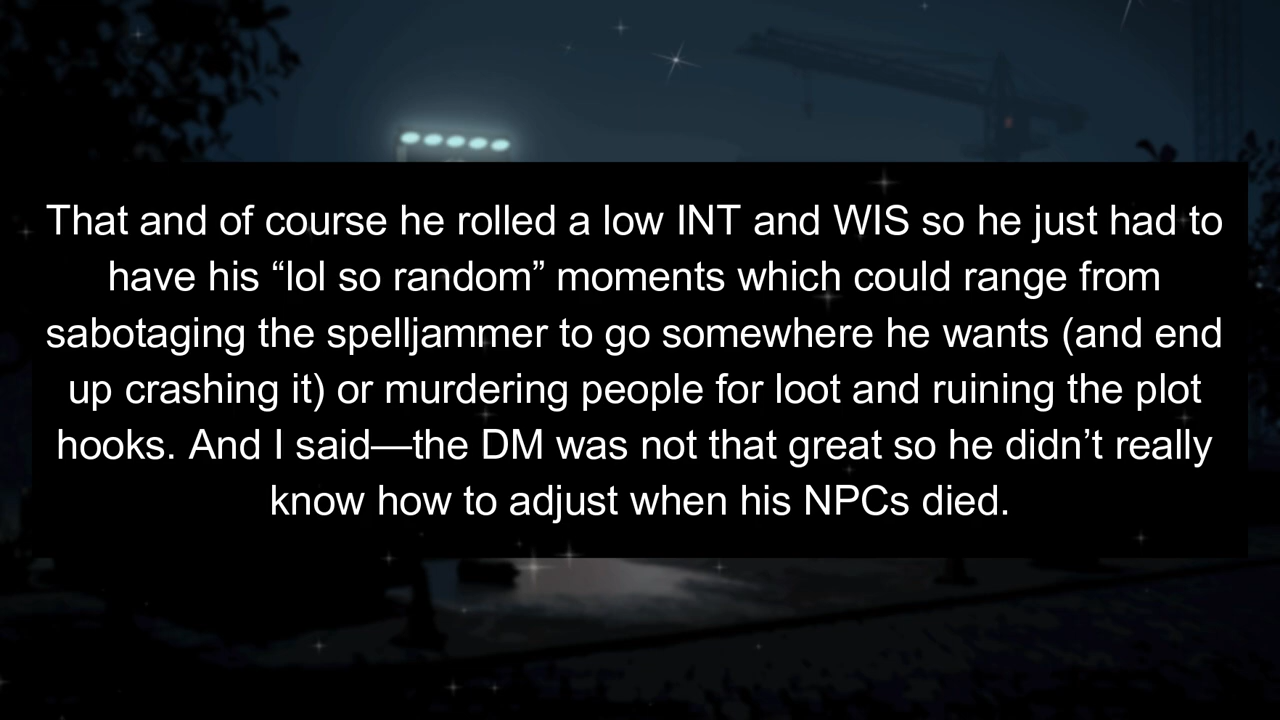 That and of course he rolled a low INT and WIS so he just had to
have his “lol so random” moments which could range from
sabotaging the spelljammer to go somewhere he wants (and end
up crashing it) or murdering people for loot and ruining the plot
hooks. And I said—the DM was not that great so he didn’t really
know how to adjust when his NPCs died.